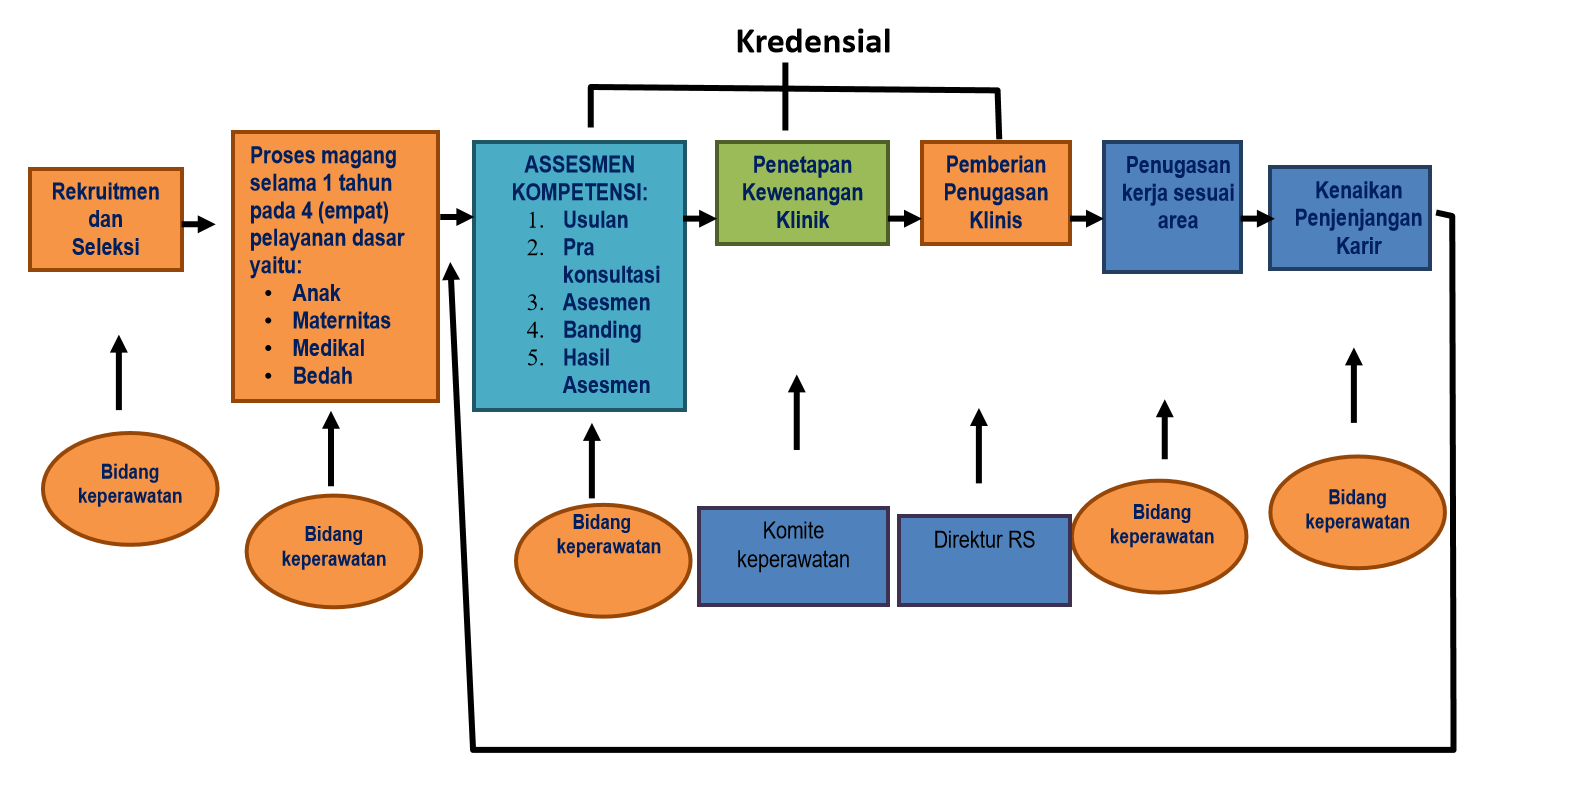 Kredensial
Rekruitmen
dan
Seleksi
Proses magang
selama 1 tahun
pada 4 (empat)
pelayanan dasar
yaitu:
• Anak
• Maternitas
• Medikal
• Bedah
ASSESMEN
KOMPETENSI:
1. Usulan
2. Pra
konsultasi
3. Asesmen
4. Banding
5. Hasil
Asesmen
Penetapan
Kewenangan
Klinik
Pemberian
Penugasan
Klinis
Penugasan
kerja sesuai
area
Kenaikan
Penjenjangan
Karir
Bidang
keperawatan
Bidang
keperawatan
Bidang
keperawatan
Komite
keperawatan
Direktur RS
Bidang
keperawatan
Bidang
keperawatan